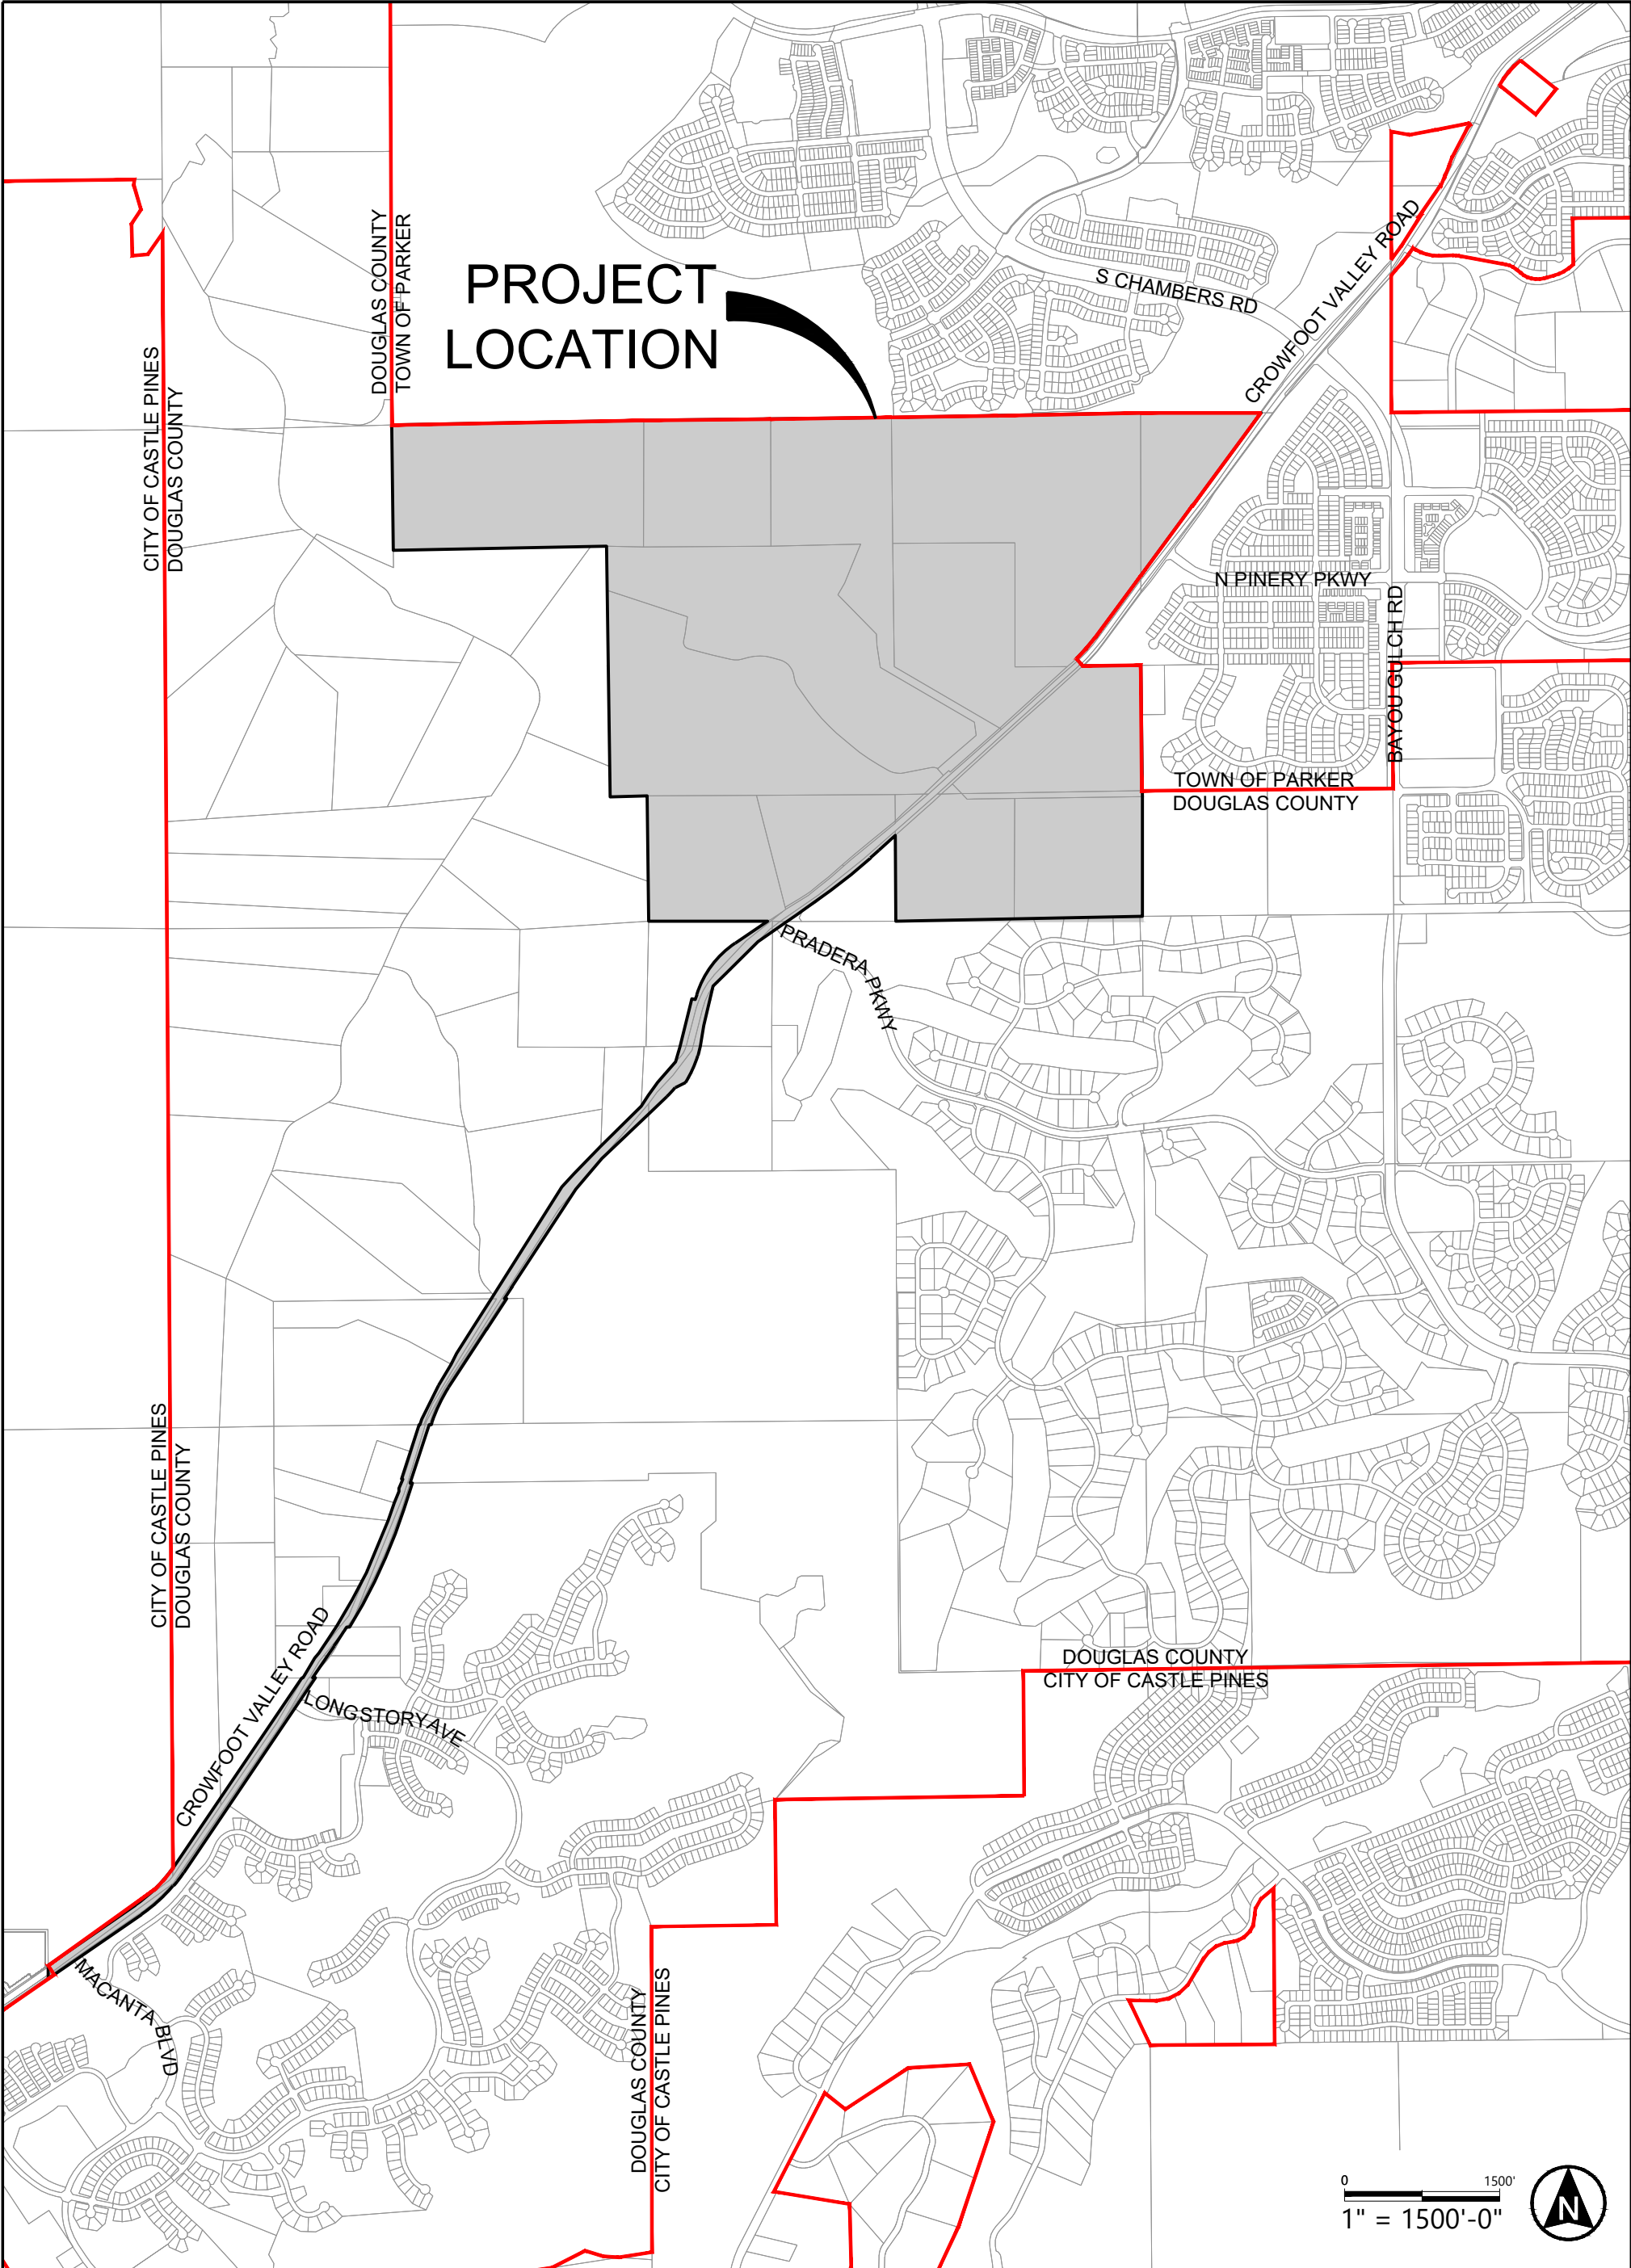 DOUGLAS COUNTY
TOWN OF PARKER
PROJECT
LOCATION
S CHAMBERS RD
CROWFOOT VALLEY ROAD
CITY OF CASTLE PINES
DOUGLAS COUNTY
N PINERY PKWY
BAYOU GULCH RD
TOWN OF PARKER
DOUGLAS COUNTY
PRADERA PKWY
CITY OF CASTLE PINES
DOUGLAS COUNTY
DOUGLAS COUNTY
CITY OF CASTLE PINES
CROWFOOT VALLEY ROAD
LONGSTORY AVE
MACANTA BLVD
DOUGLAS COUNTY
CITY OF CASTLE PINES
0 1500'
1" = 1500'-0"
N